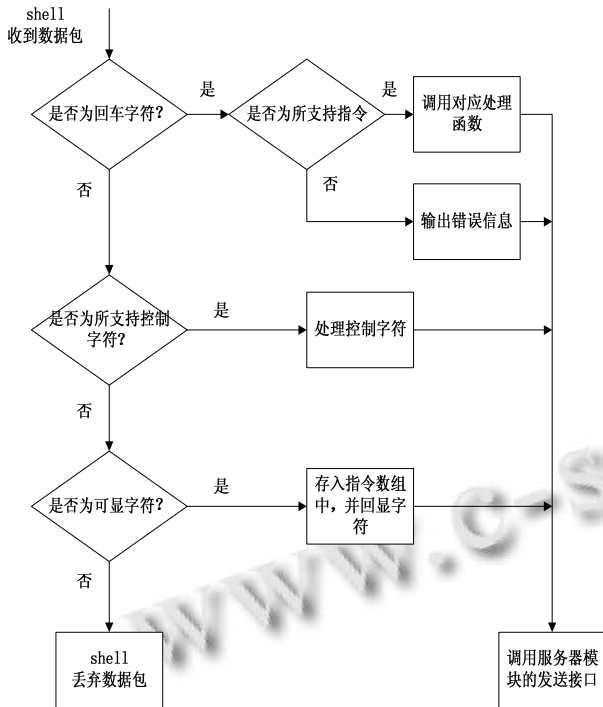 shell
收到数据包
是否为回车字符?
是
是否为所支持指令
是
调用对应处理
函数
否
否
输出错误信息
是否为所支持控制
字符?
是
处理控制字符
否
是否为可显字符?
是
存入指令数组
中,并回显字
符
否
shell
丢弃数据包
调用服务器模
块的发送接口
www.c-s